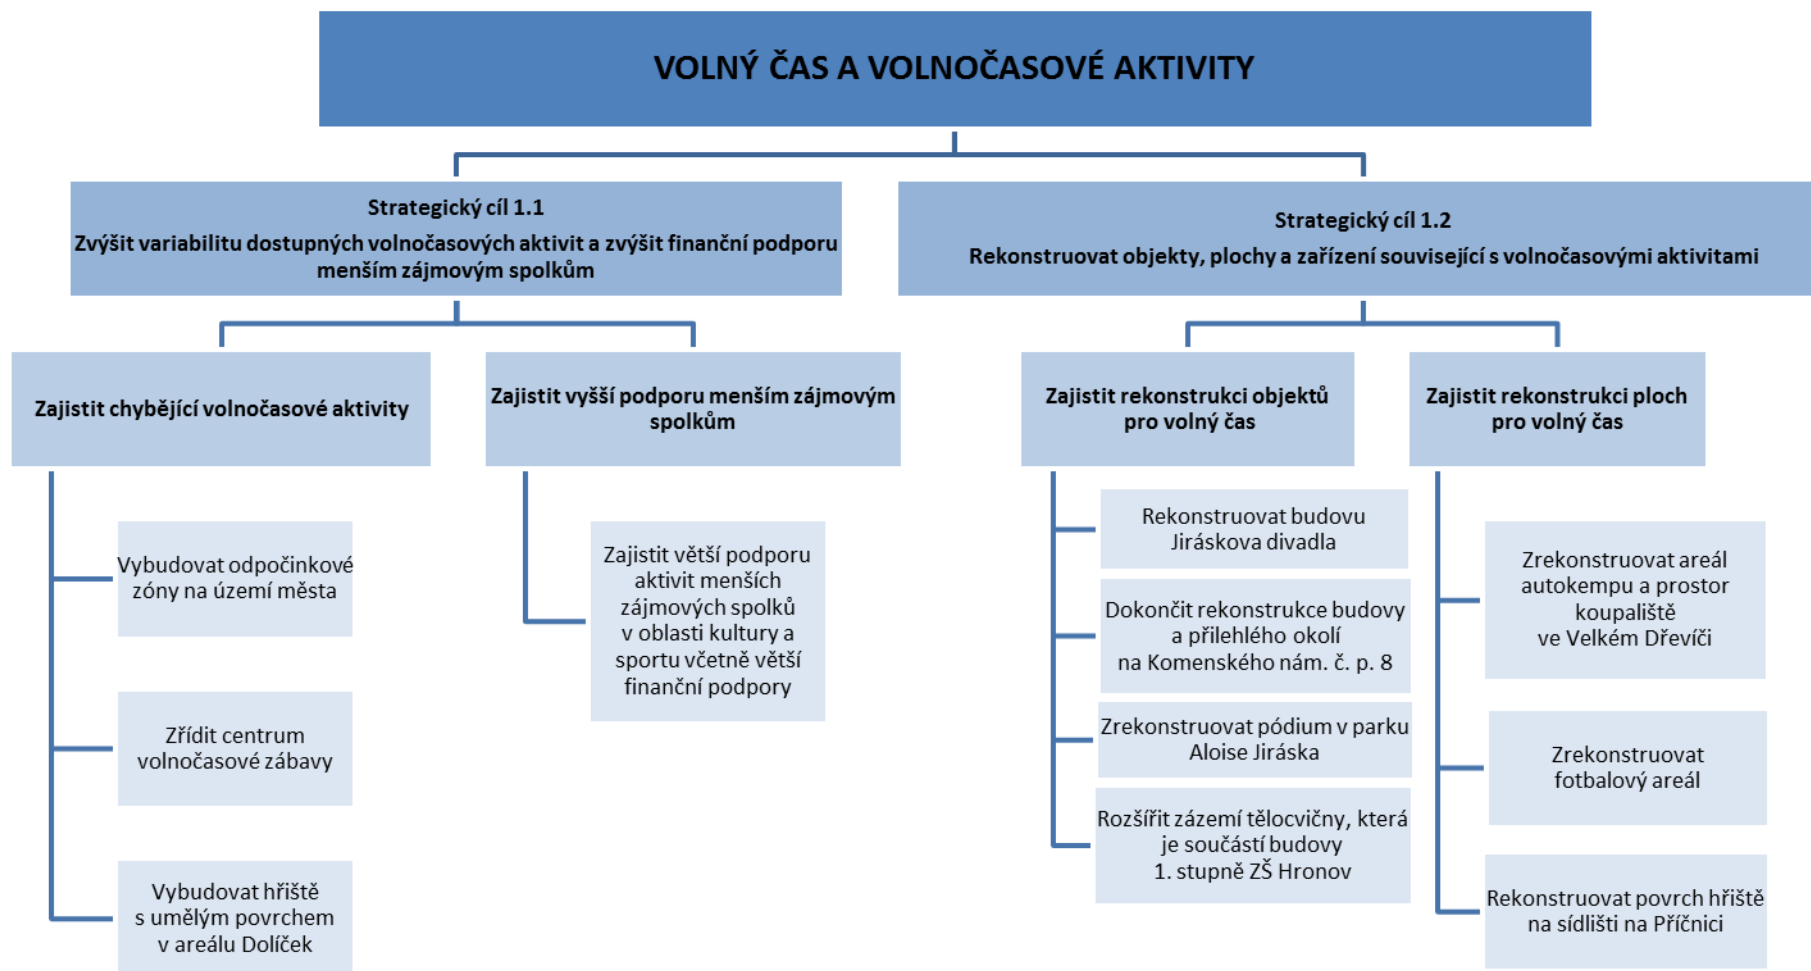 VOLNÝ ČAS A VOLNOČASOVÉ AKTIVITY
Strategický cíl 1.1
Zvýšit variabilitu dostupných volnočasových aktivit a zvýšit finanční podporu
menším zájmovým spolkům
Strategický cíl 1.2
Rekonstruovat objekty, plochy a zařízení související s volnočasovými aktivitami
Zajistit chybějící volnočasové aktivity
Vybudovat odpočinkové
zóny na území města
Zřídit centrum
volnočasové zábavy
Vybudovat hřiště
s umělým povrchem
v areálu Dolíček
Zajistit vyšší podporu menším zájmovým
spolkům
Zajistit větší podporu
aktivit menších
zájmových spolků
v oblasti kultury a
sportu včetně větší
finanční podpory
Zajistit rekonstrukci objektů
pro volný čas
Rekonstruovat budovu
Jiráskova divadla
Dokončit rekonstrukce budovy
a přilehlého okolí
na Komenského nám. č. p. 8
Zrekonstruovat pódium v parku
Aloise Jiráska
Rozšířit zázemí tělocvičny, která
je součástí budovy
1. stupně ZŠ Hronov
Zajistit rekonstrukci ploch
pro volný čas
Zrekonstruovat areál
autokempu a prostor
koupaliště
ve Velkém Dřevíči
Zrekonstruovat
fotbalový areál
Rekonstruovat povrch hřiště
na sídlišti na Příčnici